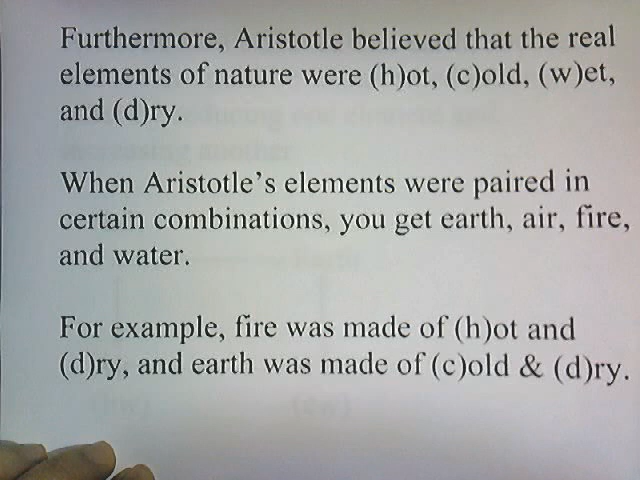 Furthermore, Aristotle believed that the real
elements of nature were (h)ot, (c)old, (w)et,
and (d)ry.
When Aristotle's elements were paired in
certain combinations, you get earth, air, fire,
and water.
For example, fire was made of (h)ot and
(d)ry, and earth was made of (c)old & (d)ry.